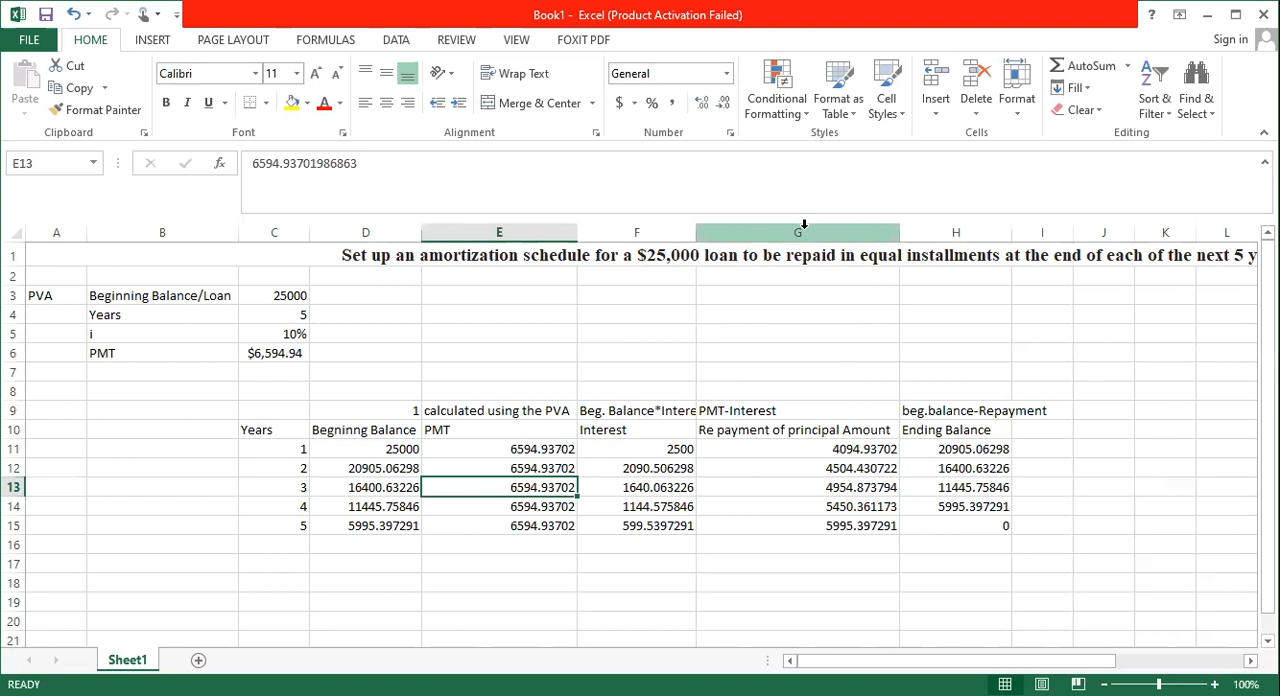 Book1 - Excel (Product Activation Failed)
FILE HOME INSERT PAGE LAYOUT FORMULAS DATA REVIEW VIEW FOXIT PDF Sign in
Paste Cut Copy Format Painter Clipboard
Calibri 11 B I U A Font
Wrap Text Merge & Center Alignment
General $ % , Number
Conditional Formatting Format as Table Cell Styles Styles
Insert Delete Format Cells
AutoSum Fill Clear Sort & Filter Find & Select Editing
E13 fx 6594.93701986863
A B C D E F G H I J K L
1 Set up an amortization schedule for a $25,000 loan to be repaid in equal installments at the end of each of the next 5 y
2
3 PVA Beginning Balance/Loan 25000
4 Years 5
5 i 10%
6 PMT $6,594.94
7
8
9 1 calculated using the PVA Beg. Balance*Intere PMT-Interest beg.balance-Repayment
10 Years Begninng Balance PMT Interest Re payment of principal Amount Ending Balance
11 1 25000 6594.93702 2500 4094.93702 20905.06298
12 2 20905.06298 6594.93702 2090.506298 4504.430722 16400.63226
13 3 16400.63226 6594.93702 1640.063226 4954.873794 11445.75846
14 4 11445.75846 6594.93702 1144.575846 5450.361173 5995.397291
15 5 5995.397291 6594.93702 599.5397291 5995.397291 0
16
17
18
19
20
21
Sheet1
READY 100%